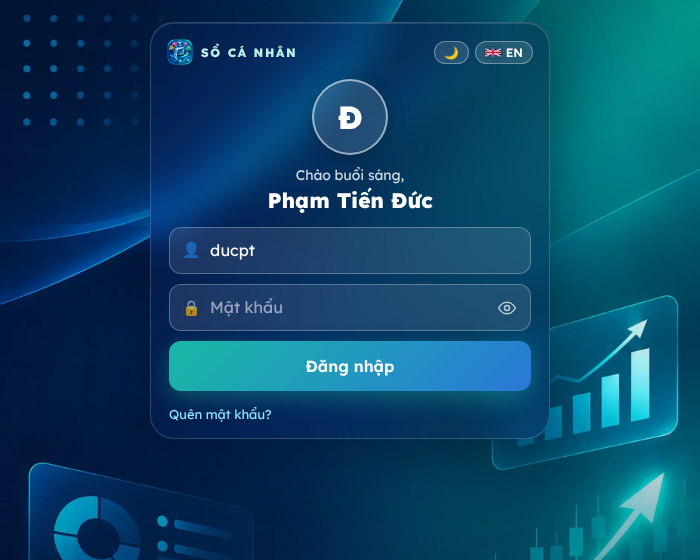 SỔ CÁ NHÂN
EN
Đ
Chào buổi sáng,
Phạm Tiến Đức
ducpt
Mật khẩu
Đăng nhập
Quên mật khẩu?